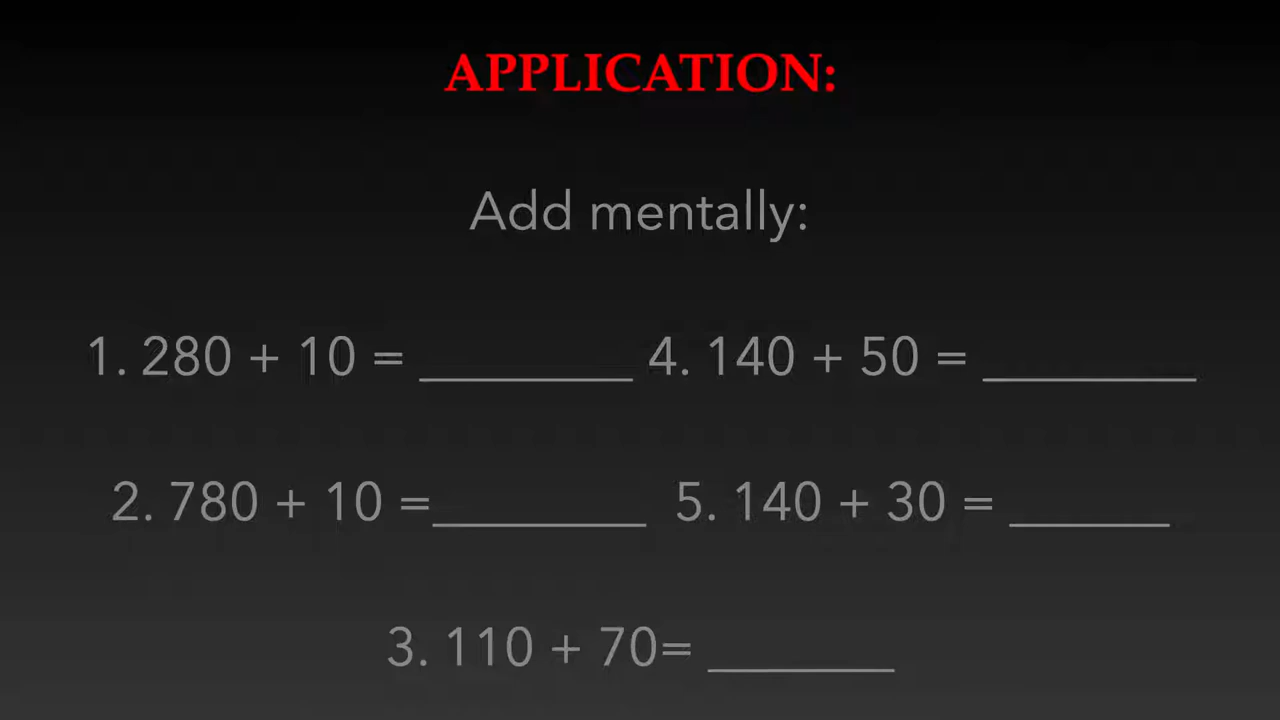 APPLICATION:
Add mentally:
1. 280 + 10 = ________ 4. 140 + 50 = ________
2. 780 + 10 =________ 5. 140 + 30 = ______
3. 110 + 70= _______